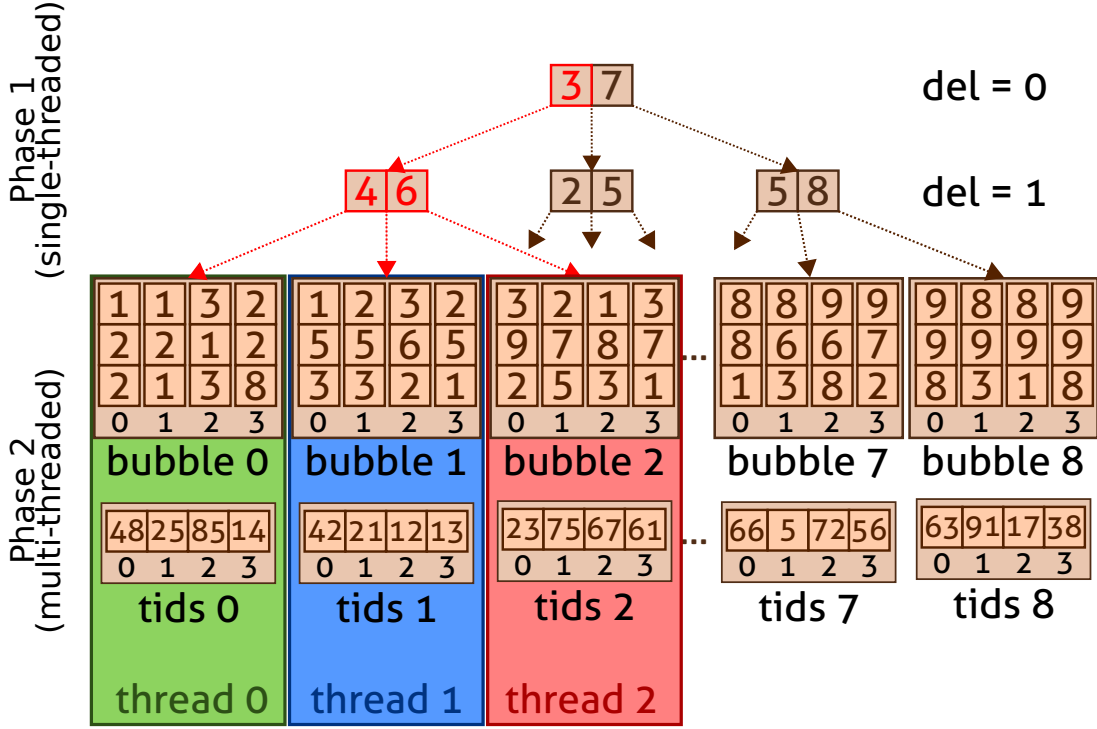 Phase 1
(single-threaded)
3 7
del = 0
4 6
2 5
5 8
del = 1
Phase 2
(multi-threaded)
1 1 3 2
2 2 1 2
2 1 3 8
0 1 2 3
bubble 0
48 25 85 14
0 1 2 3
tids 0
thread 0
1 2 3 2
5 5 6 5
3 3 2 1
0 1 2 3
bubble 1
42 21 12 13
0 1 2 3
tids 1
thread 1
3 2 1 3
9 7 8 7
2 5 3 1
0 1 2 3
bubble 2
23 75 67 61
0 1 2 3
tids 2
thread 2
...
...
8 8 9 9
8 6 6 7
1 3 8 2
0 1 2 3
bubble 7
66 5 72 56
0 1 2 3
tids 7
9 8 8 9
9 9 9 9
8 3 1 8
0 1 2 3
bubble 8
63 91 17 38
0 1 2 3
tids 8